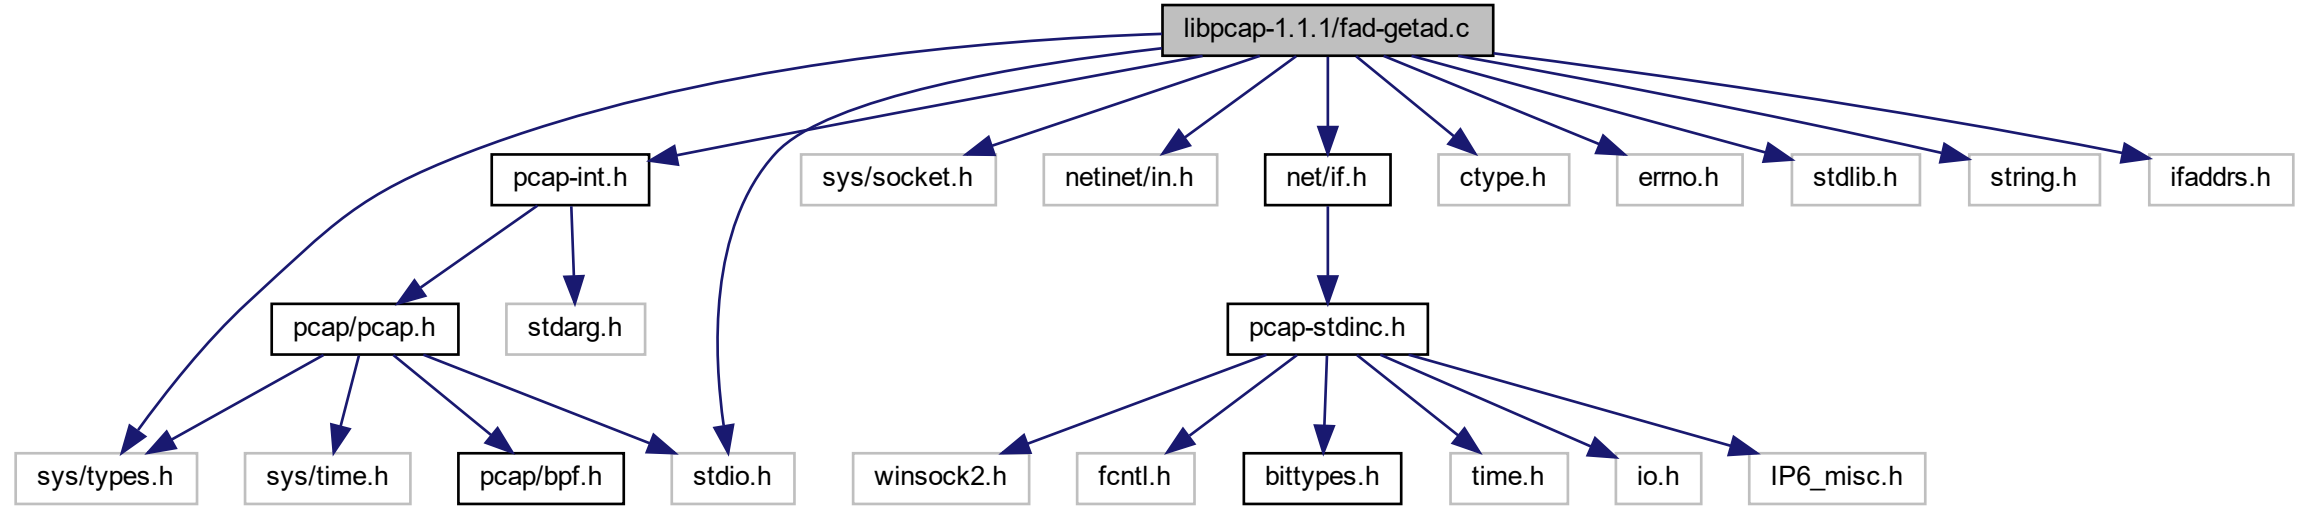 libpcap-1.1.1/fad-getad.c
pcap-int.h
sys/socket.h
netinet/in.h
net/if.h
ctype.h
errno.h
stdlib.h
string.h
ifaddrs.h
pcap/pcap.h
stdarg.h
pcap-stdinc.h
sys/types.h
sys/time.h
pcap/bpf.h
stdio.h
winsock2.h
fcntl.h
bittypes.h
time.h
io.h
IP6_misc.h